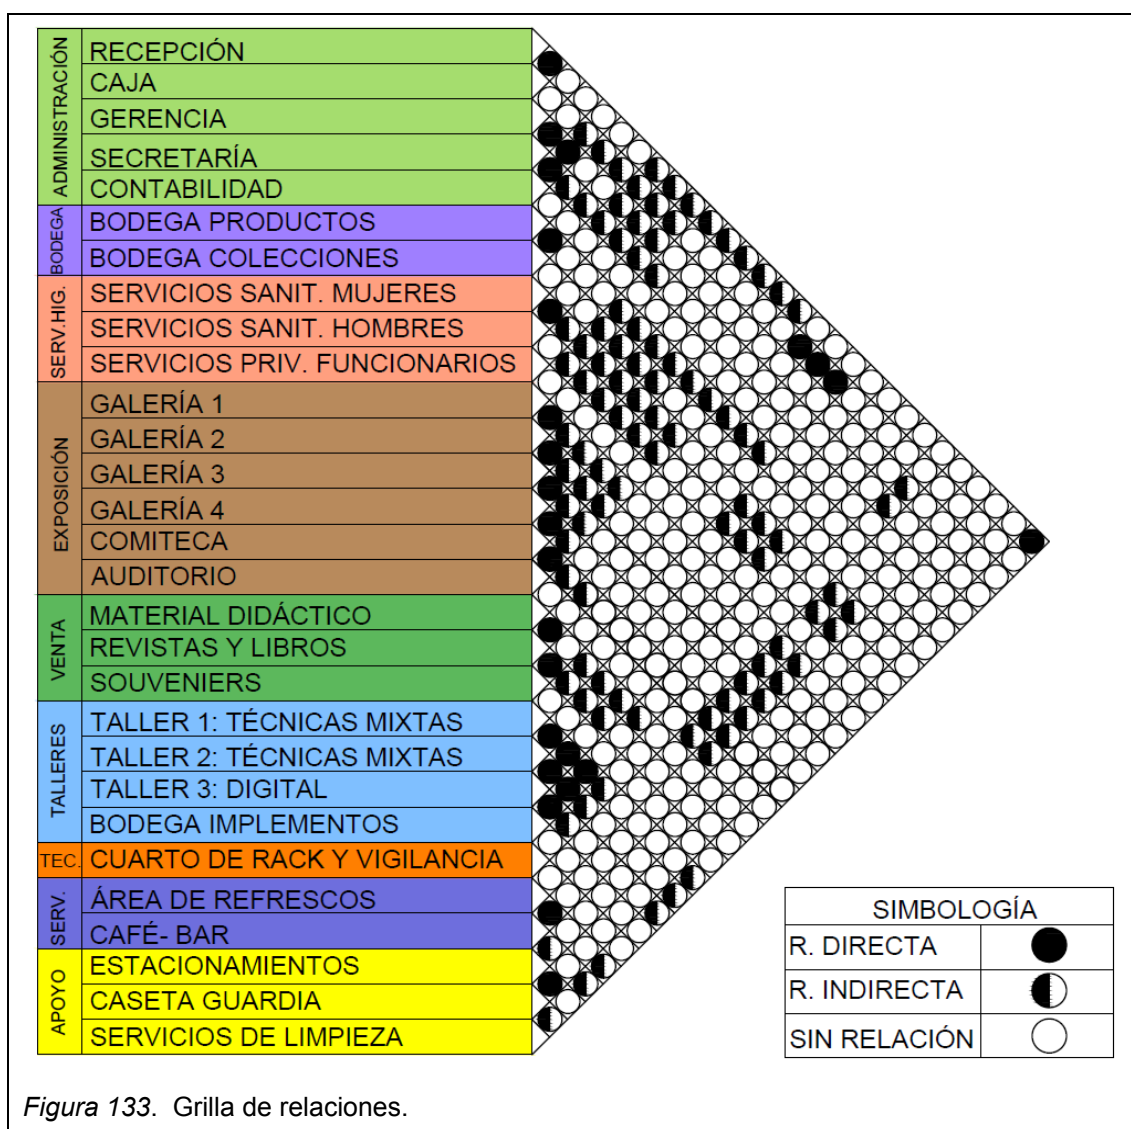 ADMINISTRACIÓN
RECEPCIÓN
CAJA
GERENCIA
SECRETARÍA
CONTABILIDAD
BODEGA
BODEGA PRODUCTOS
BODEGA COLECCIONES
SERV.HIG.
SERVICIOS SANIT. MUJERES
SERVICIOS SANIT. HOMBRES
SERVICIOS PRIV. FUNCIONARIOS
EXPOSICIÓN
GALERÍA 1
GALERÍA 2
GALERÍA 3
GALERÍA 4
COMITECA
AUDITORIO
VENTA
MATERIAL DIDÁCTICO
REVISTAS Y LIBROS
SOUVENIERS
TALLERES
TALLER 1: TÉCNICAS MIXTAS
TALLER 2: TÉCNICAS MIXTAS
TALLER 3: DIGITAL
BODEGA IMPLEMENTOS
TEC.
CUARTO DE RACK Y VIGILANCIA
SERV.
ÁREA DE REFRESCOS
CAFÉ- BAR
APOYO
ESTACIONAMIENTOS
CASETA GUARDIA
SERVICIOS DE LIMPIEZA
SIMBOLOGÍA
R. DIRECTA
R. INDIRECTA
SIN RELACIÓN
Figura 133. Grilla de relaciones.